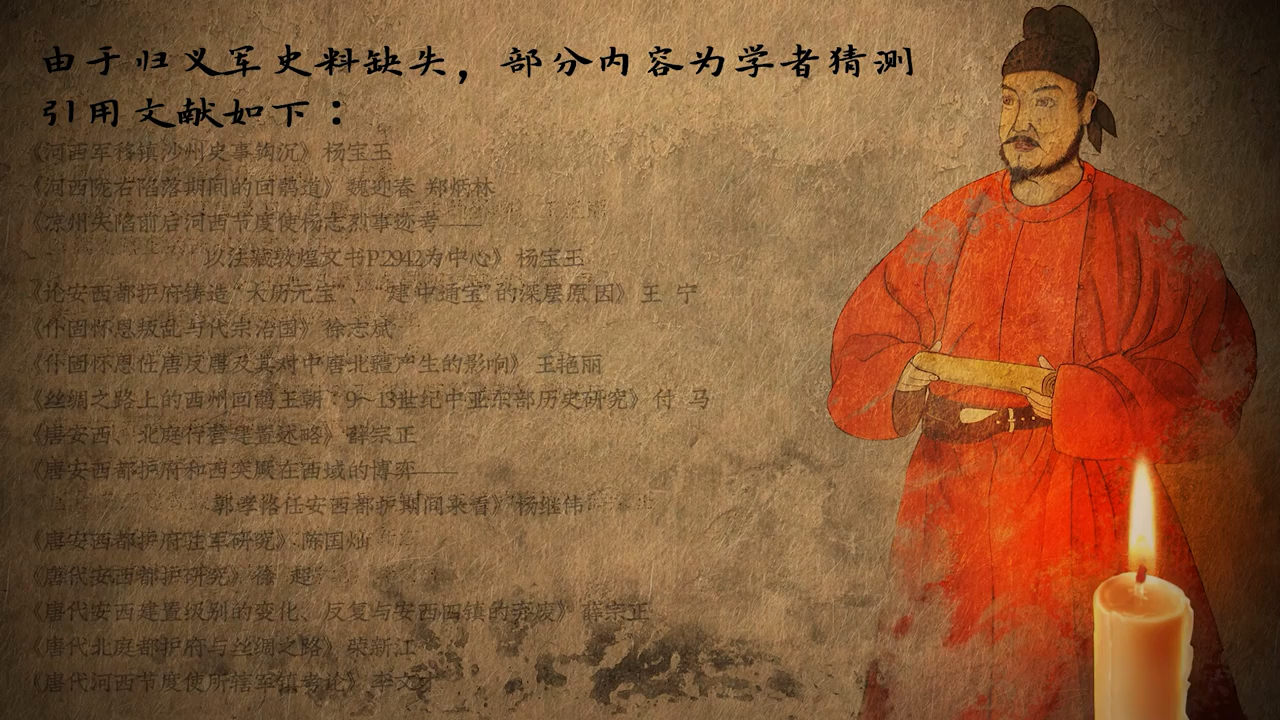 由于归义军史料缺失，部分内容为学者猜测
引用文献如下：
《河西军移镇沙州史事钩沉》 杨宝玉
《河西陇右陷落期间的回鹘道》 魏迎春 郑炳林
《凉州失陷前后河西节度使杨志烈事迹考——
以法藏敦煌文书P.2942为中心》 杨宝玉
《论安西都护府铸造“大历元宝”、“建中通宝”的深层原因》 王 宁
《仆固怀恩叛乱与代宗治国》 徐志斌
《仆固怀恩任唐反唐及其对中唐北疆产生的影响》 王艳丽
《丝绸之路上的西州回鹘王朝：9～13世纪中亚东部历史研究》 付 马
《唐安西、北庭行营建置述略》 薛宗正
《唐安西都护府和西突厥在西域的博弈——
郭孝恪任安西都护期间来看》 杨继伟
《唐安西都护府驻军研究》 陈国灿
《唐代安西都护研究》 徐 超
《唐代安西建置级别的变化、反复与安西四镇的弃废》 薛宗正
《唐代北庭都护府与丝绸之路》 荣新江
《唐代河西节度使所辖军镇考论》 李文才